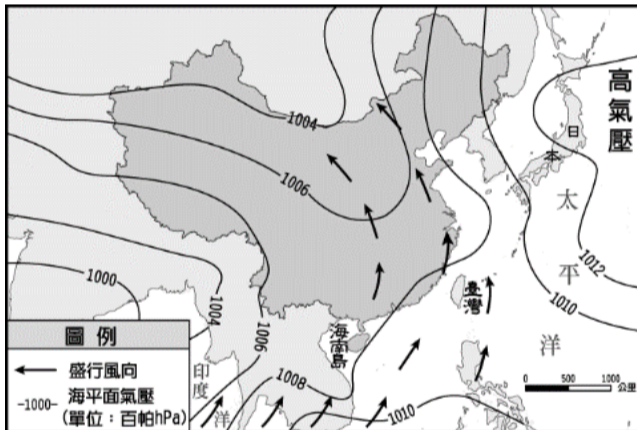 高氣壓
日
本
太
平
洋
1004
1006
1012
1010
1000
1004
1006
臺灣
海南島
1008
1010
印度洋
0 500 1000
公里
圖例
盛行風向
-1000- 海平面氣壓
(單位：百帕hPa)